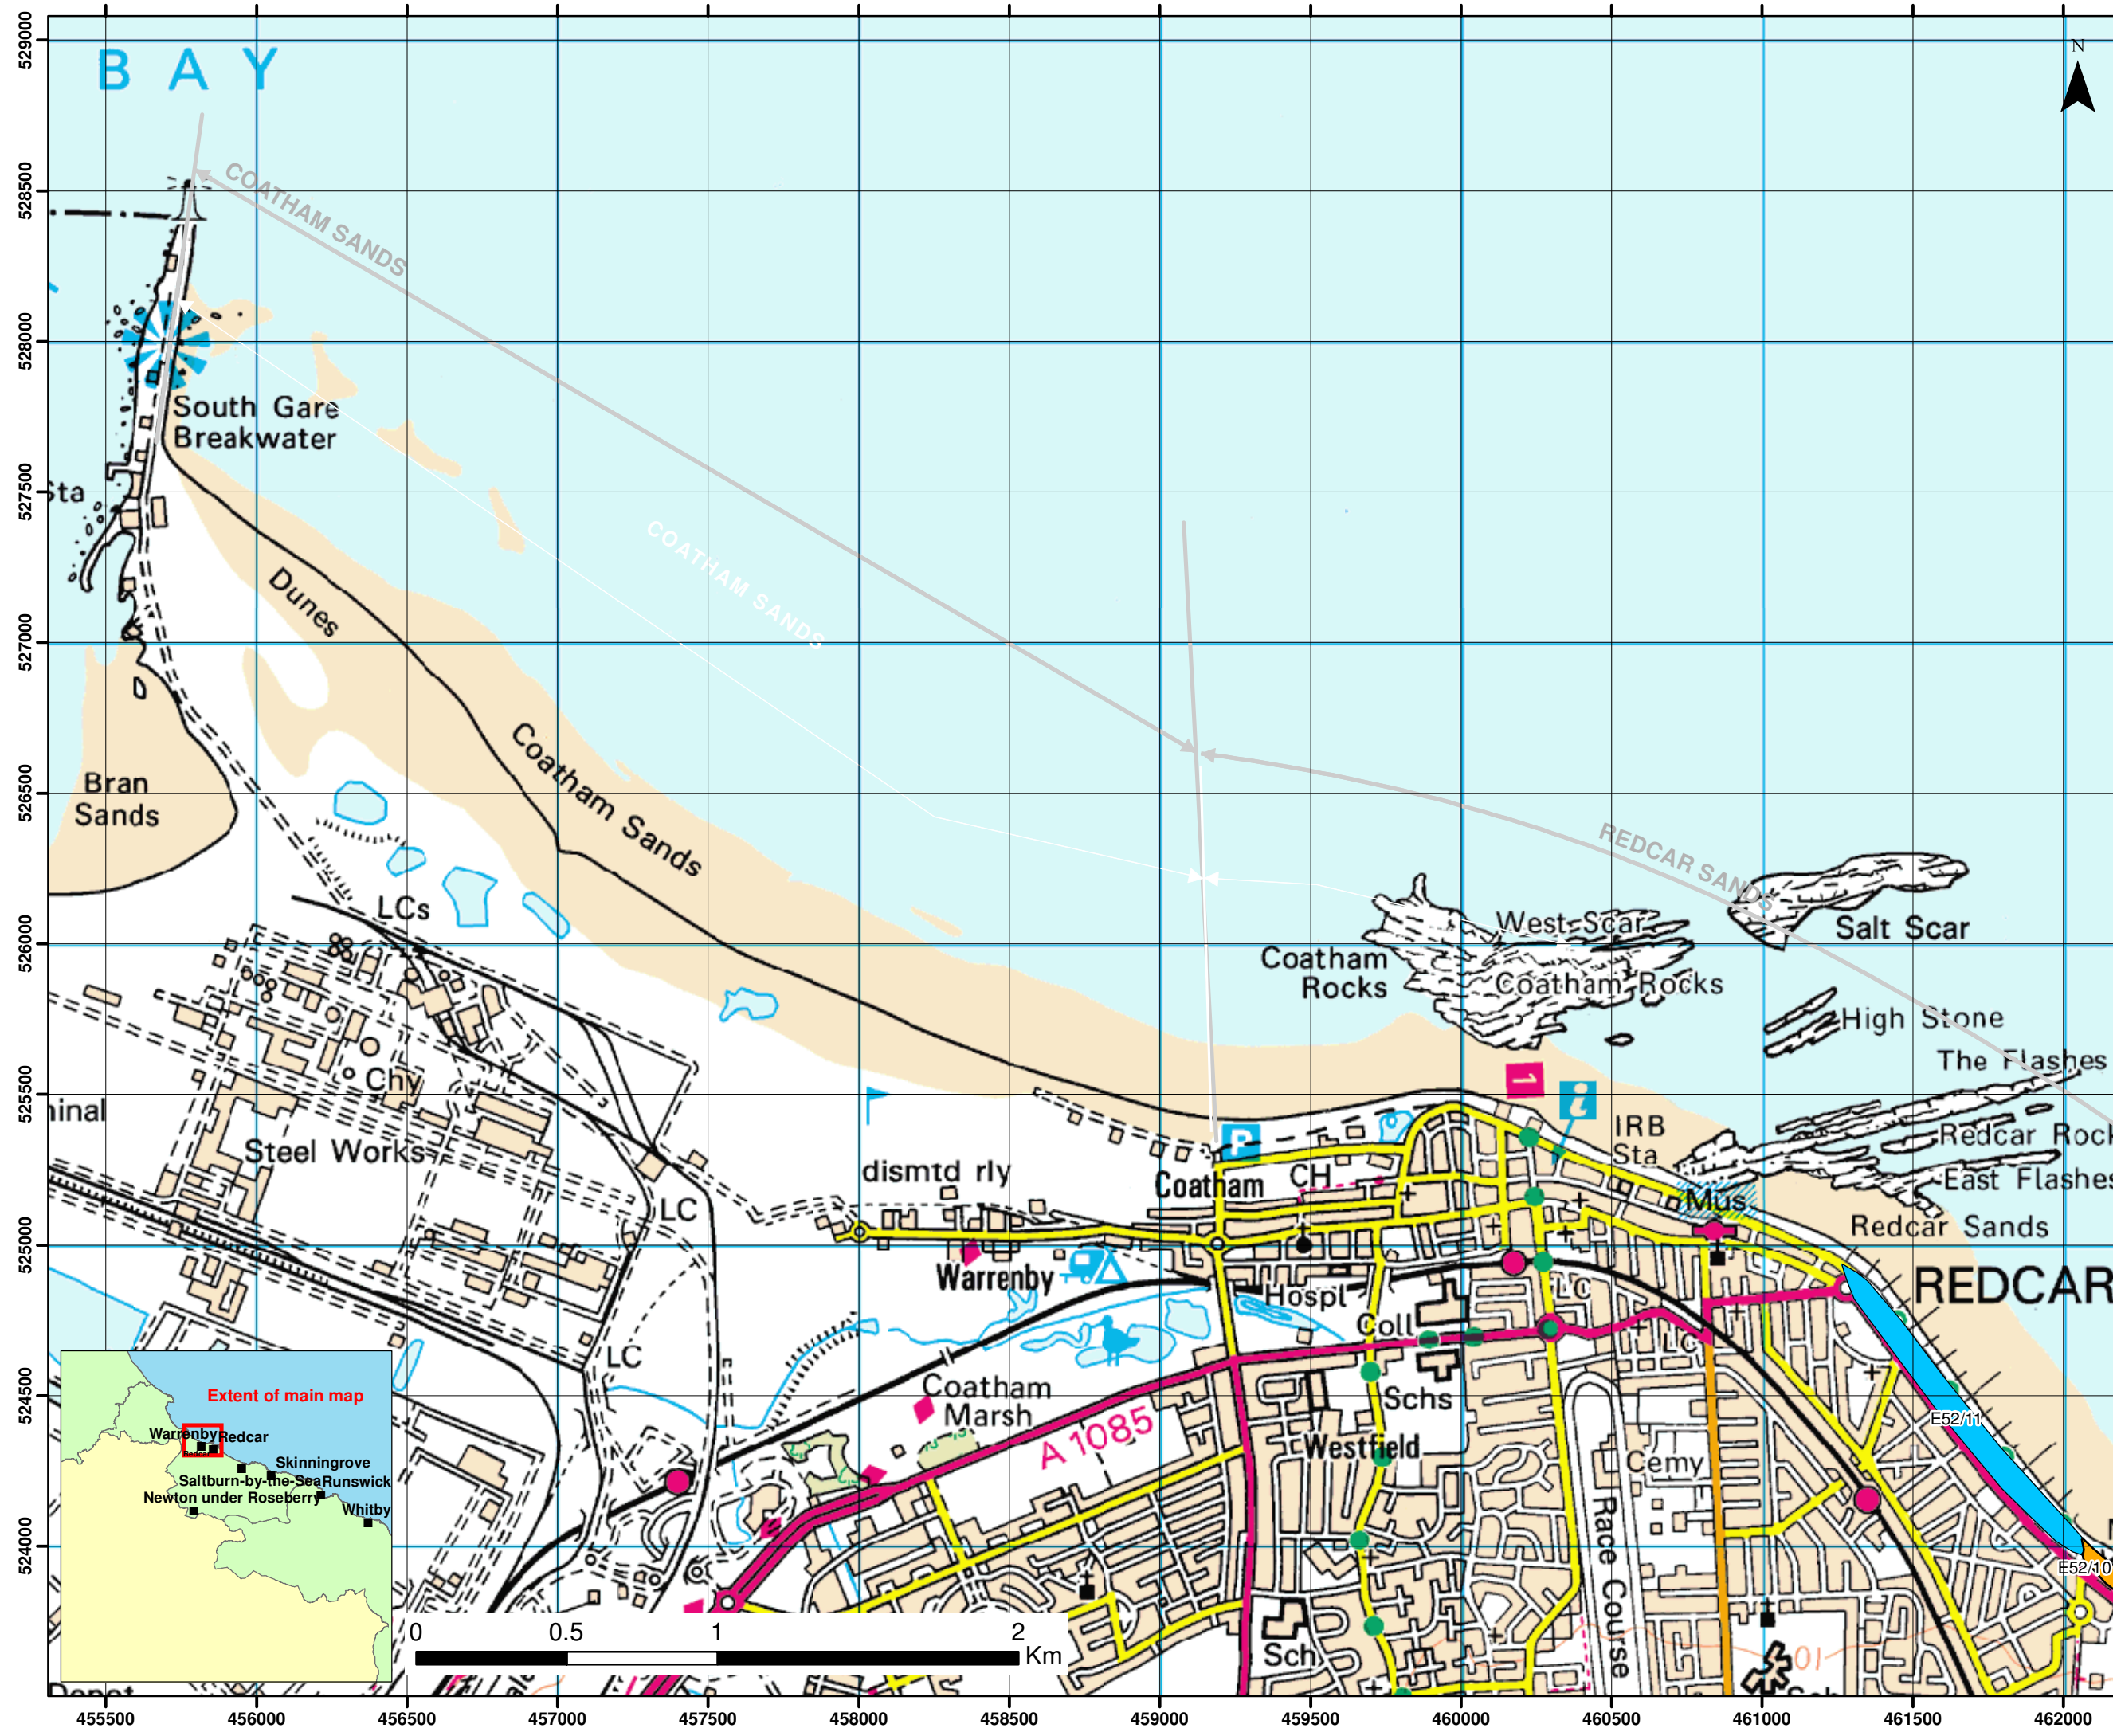 529000
528500
528000
527500
527000
526500
526000
525500
525000
524500
524000
B A Y
N
COATHAM SANDS
South Gare
Breakwater
Sta
COATHAM SANDS
Dunes
Coatham Sands
Bran
Sands
REDCAR SANDS
West Scar
Salt Scar
Coatham
Rocks
Coatham Rocks
High Stone
The Flashes
LCs
Chy
minal
Steel Works
1
i
IRB
Sta
Redcar Rock
East Flashes
Redcar Sands
P
CH
Coatham
Mus
dismtd rly
LC
Warrenby
Hospl
LC
REDCAR
Coll
LC
LC
Schs
Coatham
Marsh
A 1085
Westfield
Cemy
E52/11
E52/10
Race Course
Sch
10
Extent of main map
Warrenby
Redcar
Skinningrove
Saltburn-by-the-Sea
Runswick
Newton under Roseberry
Whitby
0
0.5
1
2
Km
Depot
455500
456000
456500
457000
457500
458000
458500
459000
459500
460000
460500
461000
461500
462000